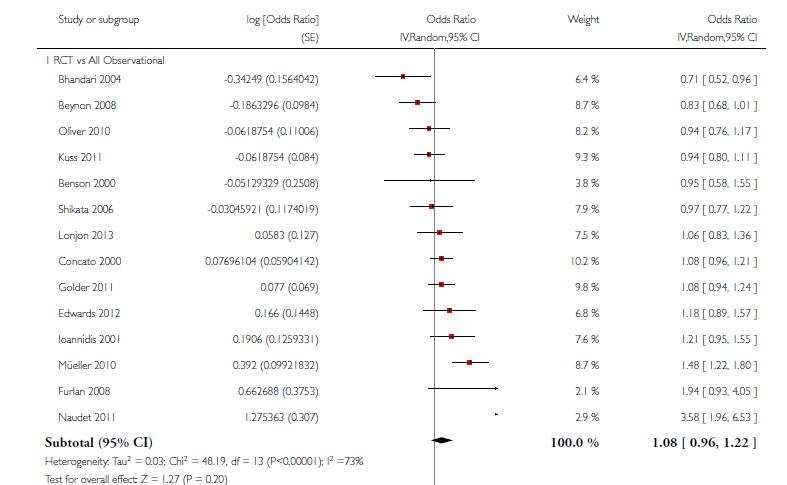 Study or subgroup log [Odds Ratio] Odds Ratio Weight Odds Ratio
(SE) IV,Random,95% CI IV,Random,95% CI
1 RCT vs All Observational
Bhandari 2004 -0.34249 (0.1564042) 6.4 % 0.71 [ 0.52, 0.96 ]
Beynon 2008 -0.1863296 (0.0984) 8.7 % 0.83 [ 0.68, 1.01 ]
Oliver 2010 -0.0618754 (0.11006) 8.2 % 0.94 [ 0.76, 1.17 ]
Kuss 2011 -0.0618754 (0.084) 9.3 % 0.94 [ 0.80, 1.11 ]
Benson 2000 -0.05129329 (0.2508) 3.8 % 0.95 [ 0.58, 1.55 ]
Shikata 2006 -0.03045921 (0.1174019) 7.9 % 0.97 [ 0.77, 1.22 ]
Lonjon 2013 0.0583 (0.127) 7.5 % 1.06 [ 0.83, 1.36 ]
Concato 2000 0.07696104 (0.05904142) 10.2 % 1.08 [ 0.96, 1.21 ]
Golder 2011 0.077 (0.069) 9.8 % 1.08 [ 0.94, 1.24 ]
Edwards 2012 0.166 (0.1448) 6.8 % 1.18 [ 0.89, 1.57 ]
Ioannidis 2001 0.1906 (0.1259331) 7.6 % 1.21 [ 0.95, 1.55 ]
Müeller 2010 0.392 (0.09921832) 8.7 % 1.48 [ 1.22, 1.80 ]
Furlan 2008 0.662688 (0.3753) 2.1 % 1.94 [ 0.93, 4.05 ]
Naudet 2011 1.275363 (0.307) 2.9 % 3.58 [ 1.96, 6.53 ]
Subtotal (95% CI) 100.0 % 1.08 [ 0.96, 1.22 ]
Heterogeneity: Tau² = 0.03; Chi² = 48.19, df = 13 (P<0.00001); I² =73%
Test for overall effect: Z = 1.27 (P = 0.20)